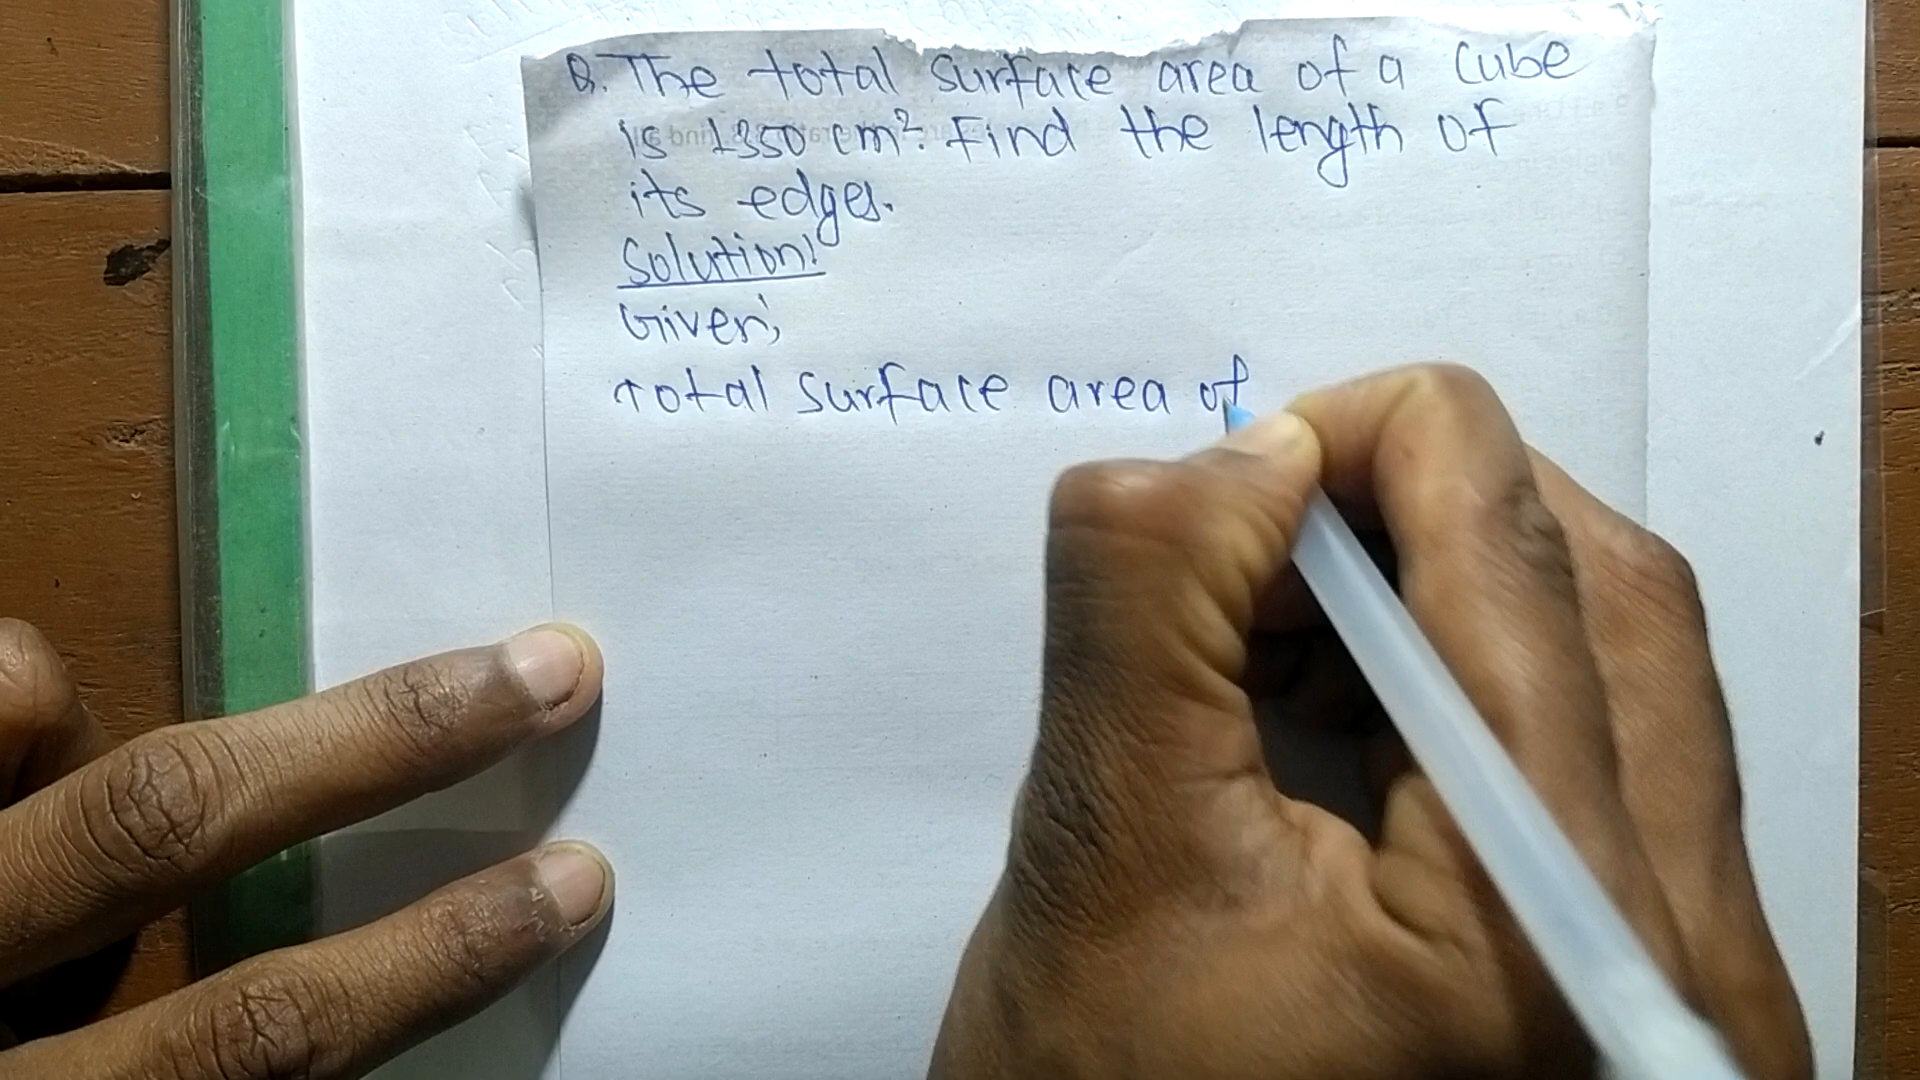 Q. The total surface area of a cube
is 1350 cm². Find the length of
its edges.
Solution:
Given;
total surface area of